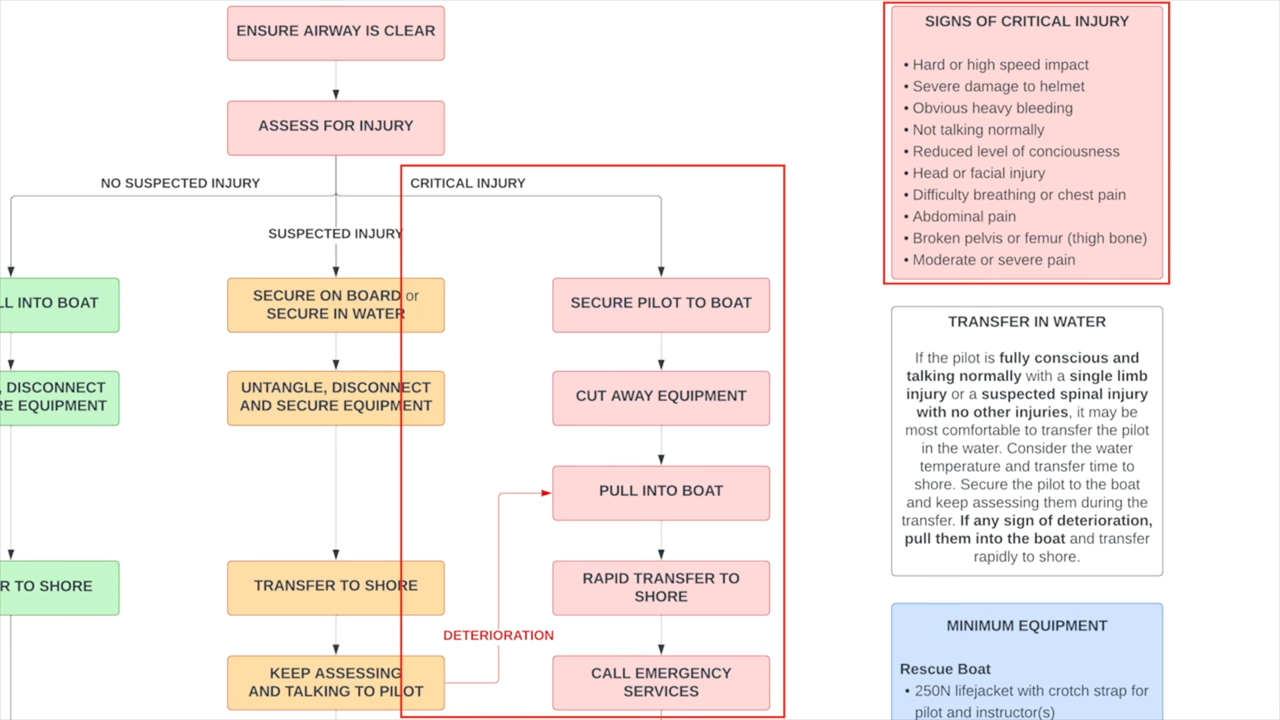 ENSURE AIRWAY IS CLEAR
ASSESS FOR INJURY
NO SUSPECTED INJURY
CRITICAL INJURY
SUSPECTED INJURY
LL INTO BOAT
SECURE ON BOARD or
SECURE IN WATER
SECURE PILOT TO BOAT
, DISCONNECT
RE EQUIPMENT
UNTANGLE, DISCONNECT
AND SECURE EQUIPMENT
CUT AWAY EQUIPMENT
PULL INTO BOAT
R TO SHORE
TRANSFER TO SHORE
RAPID TRANSFER TO
SHORE
DETERIORATION
KEEP ASSESSING
AND TALKING TO PILOT
CALL EMERGENCY
SERVICES
SIGNS OF CRITICAL INJURY
• Hard or high speed impact
• Severe damage to helmet
• Obvious heavy bleeding
• Not talking normally
• Reduced level of conciousness
• Head or facial injury
• Difficulty breathing or chest pain
• Abdominal pain
• Broken pelvis or femur (thigh bone)
• Moderate or severe pain
TRANSFER IN WATER
If the pilot is fully conscious and
talking normally with a single limb
injury or a suspected spinal injury
with no other injuries, it may be
most comfortable to transfer the pilot
in the water. Consider the water
temperature and transfer time to
shore. Secure the pilot to the boat
and keep assessing them during the
transfer. If any sign of deterioration,
pull them into the boat and transfer
rapidly to shore.
MINIMUM EQUIPMENT
Rescue Boat
• 250N lifejacket with crotch strap for
pilot and instructor(s)